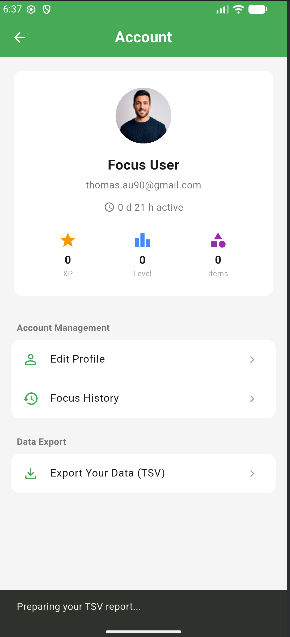 6:37
Account
Focus User
thomas.au90@gmail.com
0 d 21 h active
0 0 0
XP Level Items
Account Management
Edit Profile
Focus History
Data Export
Export Your Data (TSV)
Preparing your TSV report...